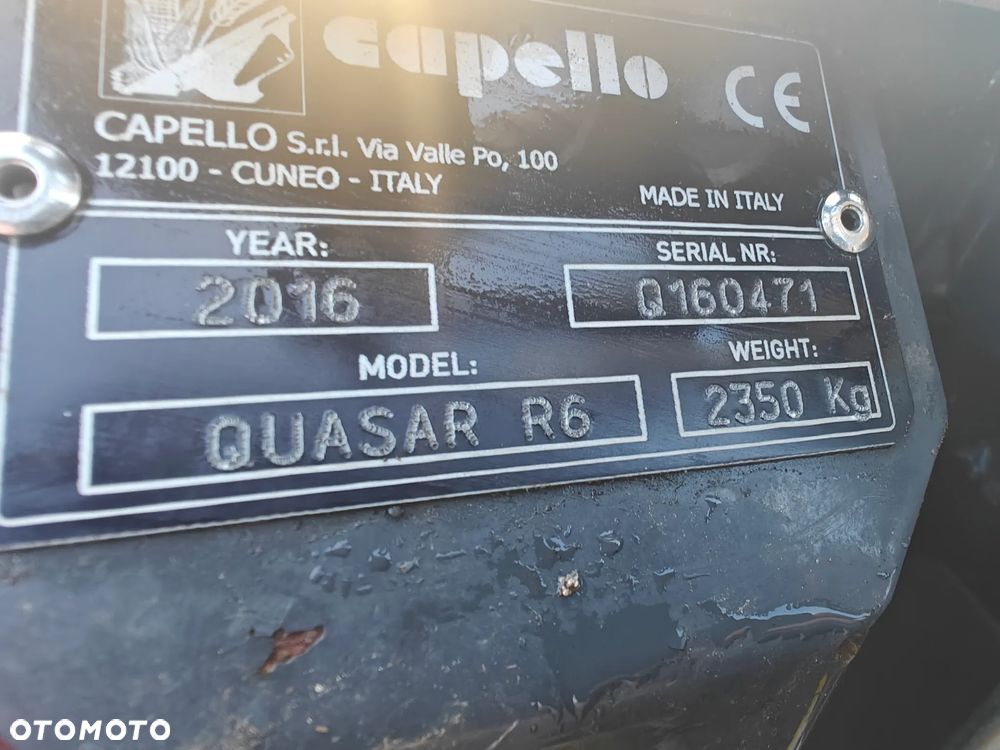 capello
CE
CAPELLO S.r.l. Via Valle Po, 100
12100 - CUNEO - ITALY
MADE IN ITALY
YEAR:
2016
SERIAL NR:
Q160471
MODEL:
QUASAR R6
WEIGHT:
2350 Kg
OTOMOTO